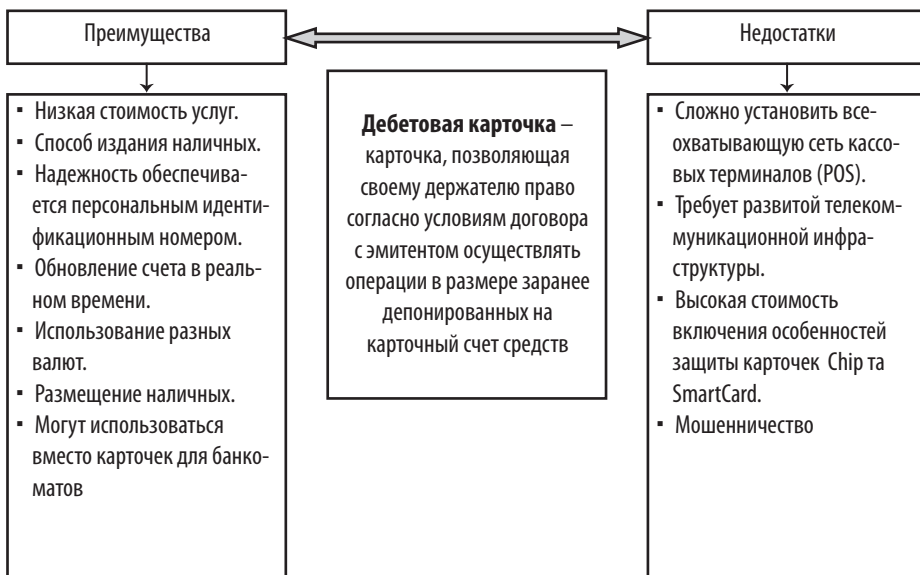 Преимущества
Недостатки
▪ Низкая стоимость услуг.
▪ Способ издания наличных.
▪ Надежность обеспечива-
ется персональным иденти-
фикационным номером.
▪ Обновление счета в реаль-
ном времени.
▪ Использование разных
валют.
▪ Размещение наличных.
▪ Могут использоваться
вместо карточек для банко-
матов
Дебетовая карточка –
карточка, позволяющая
своему держателю право
согласно условиям договора
с эмитентом осуществлять
операции в размере заранее
депонированных на
карточный счет средств
▪ Сложно установить все-
охватывающую сеть кассо-
вых терминалов (POS).
▪ Требует развитой телеком-
муникационной инфра-
структуры.
▪ Высокая стоимость
включения особенностей
защиты карточек Chip та
SmartCard.
▪ Мошенничество